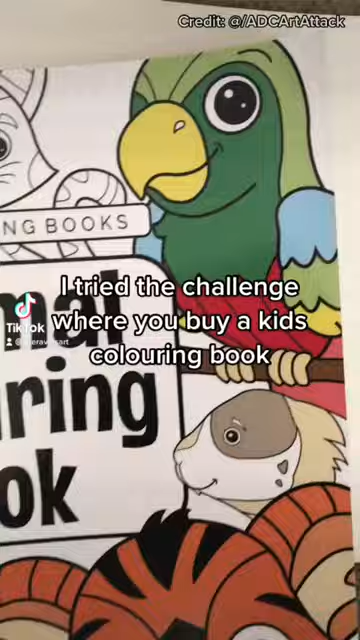 Credit: @/ADCArtAttack
NG BOOKS
I tried the challenge
where you buy a kids
colouring book
mal
ring
ok
TikTok